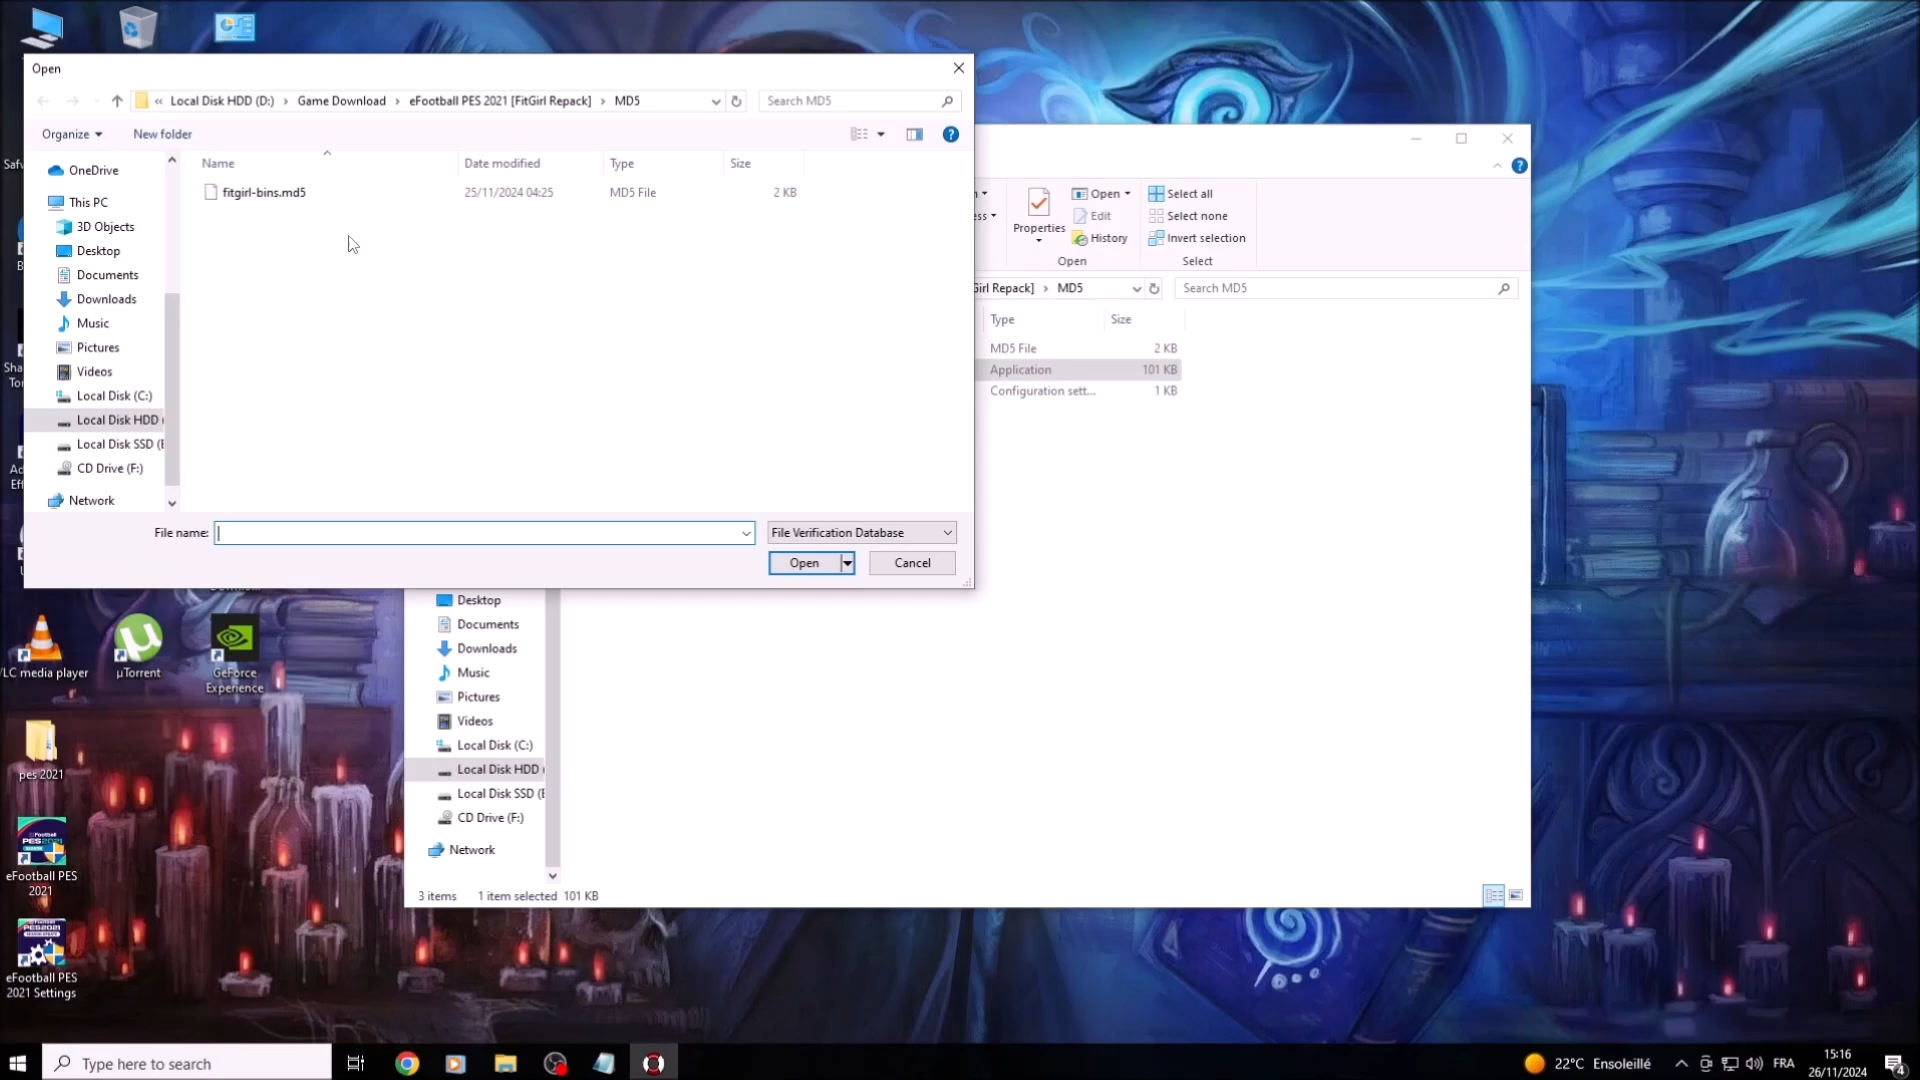 Open
« Local Disk HDD (D:) › Game Download › eFootball PES 2021 [FitGirl Repack] › MD5
Search MD5
Organize
New folder
OneDrive
This PC
3D Objects
Desktop
Documents
Downloads
Music
Pictures
Videos
Local Disk (C:)
Local Disk HDD
Local Disk SSD (E
CD Drive (F:)
Network
Name
Date modified
Type
Size
fitgirl-bins.md5
25/11/2024 04:25
MD5 File
2 KB
File name:
File Verification Database
Open
Cancel
Properties
Open
Edit
History
Open
Select all
Select none
Invert selection
Select
Girl Repack] › MD5
Search MD5
Type
Size
MD5 File
2 KB
Application
101 KB
Configuration sett...
1 KB
Desktop
Documents
Downloads
Music
Pictures
Videos
Local Disk (C:)
Local Disk HDD
Local Disk SSD (E
CD Drive (F:)
Network
3 items
1 item selected 101 KB
LC media player
µTorrent
GeForce
Experience
pes 2021
eFootball PES
2021
eFootball PES
2021 Settings
Type here to search
22°C Ensoleillé
FRA
15:16
26/11/2024
4